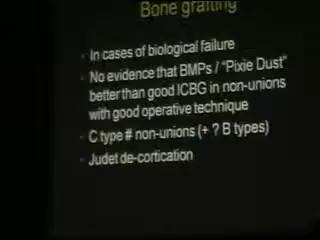 Bone grafting
In cases of biological failure
No evidence that BMPs / "Pixie Dust"
better than good ICBG in non-unions
with good operative technique
C type # non-unions (+ ? B types)
Judet de-cortication